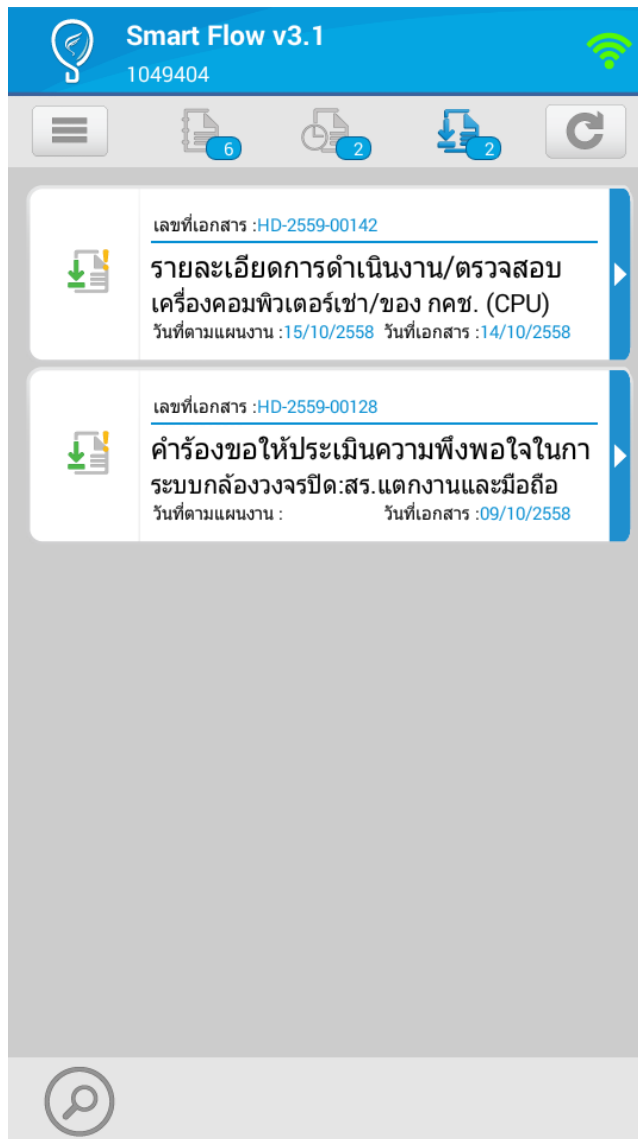 Smart Flow v3.1
1049404
6 2 2
เลขที่เอกสาร :HD-2559-00142
รายละเอียดการดำเนินงาน/ตรวจสอบ
เครื่องคอมพิวเตอร์เช่า/ของ กคช. (CPU)
วันที่ตามแผนงาน :15/10/2558 วันที่เอกสาร :14/10/2558
เลขที่เอกสาร :HD-2559-00128
คำร้องขอให้ประเมินความพึงพอใจในกา
ระบบกล้องวงจรปิด:สร.แตกงานและมือถือ
วันที่ตามแผนงาน : วันที่เอกสาร :09/10/2558